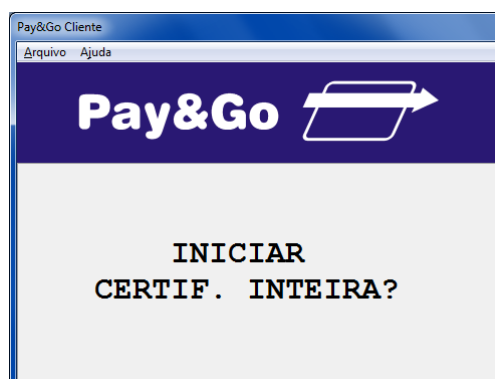 Pay&Go Cliente
Arquivo Ajuda
Pay&Go
INICIAR
CERTIF. INTEIRA?